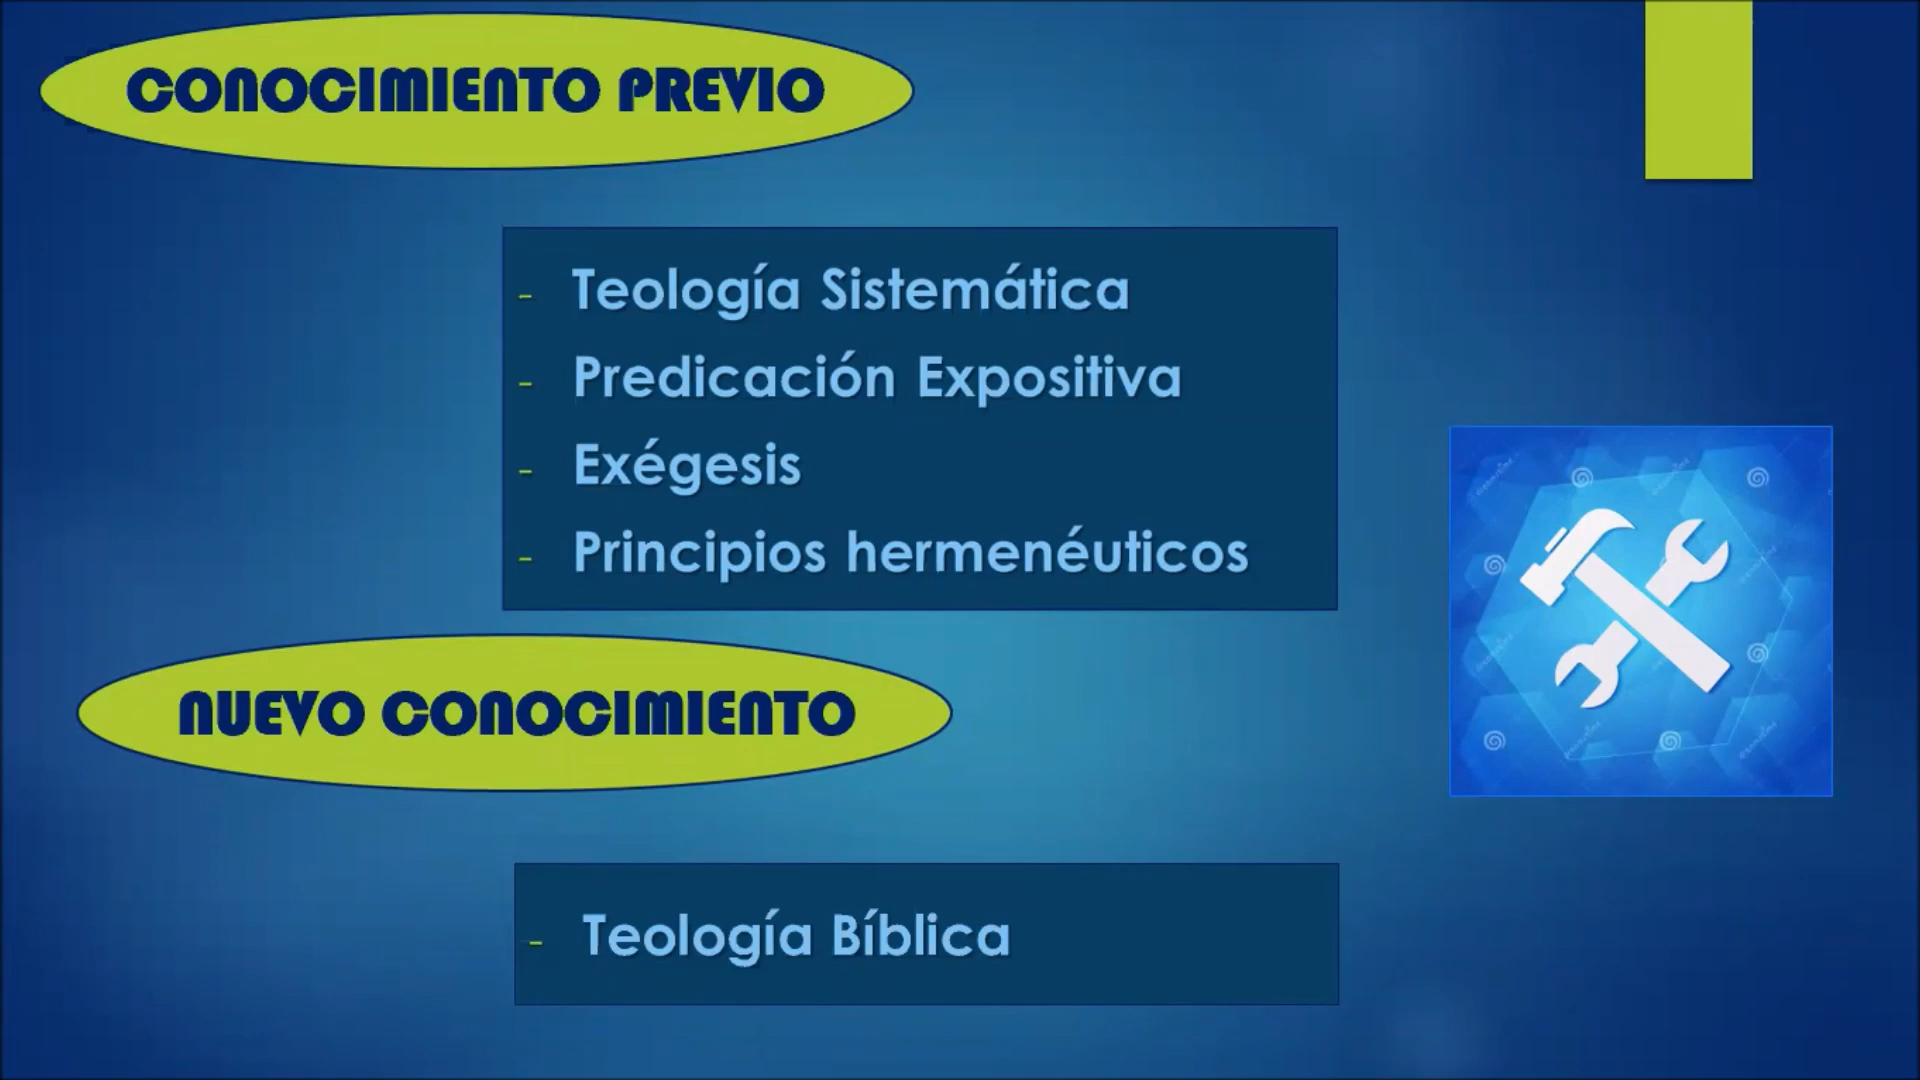 CONOCIMIENTO PREVIO
- Teología Sistemática
- Predicación Expositiva
- Exégesis
- Principios hermenéuticos
NUEVO CONOCIMIENTO
- Teología Bíblica